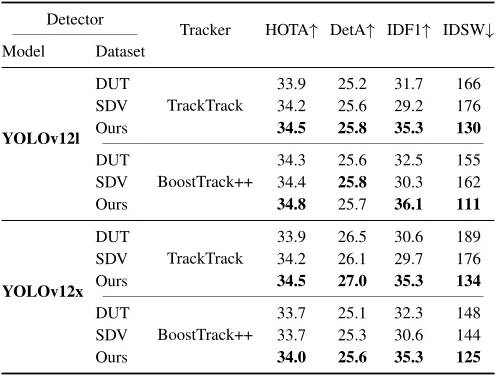 Detector Tracker HOTA↑ DetA↑ IDF1↑ IDSW↓
Model Dataset
YOLOv12l
DUT 33.9 25.2 31.7 166
SDV TrackTrack 34.2 25.6 29.2 176
Ours 34.5 25.8 35.3 130
DUT 34.3 25.6 32.5 155
SDV BoostTrack++ 34.4 25.8 30.3 162
Ours 34.8 25.7 36.1 111
YOLOv12x
DUT 33.9 26.5 30.6 189
SDV TrackTrack 34.2 26.1 29.7 176
Ours 34.5 27.0 35.3 134
DUT 33.7 25.1 32.3 148
SDV BoostTrack++ 33.7 25.3 30.6 144
Ours 34.0 25.6 35.3 125